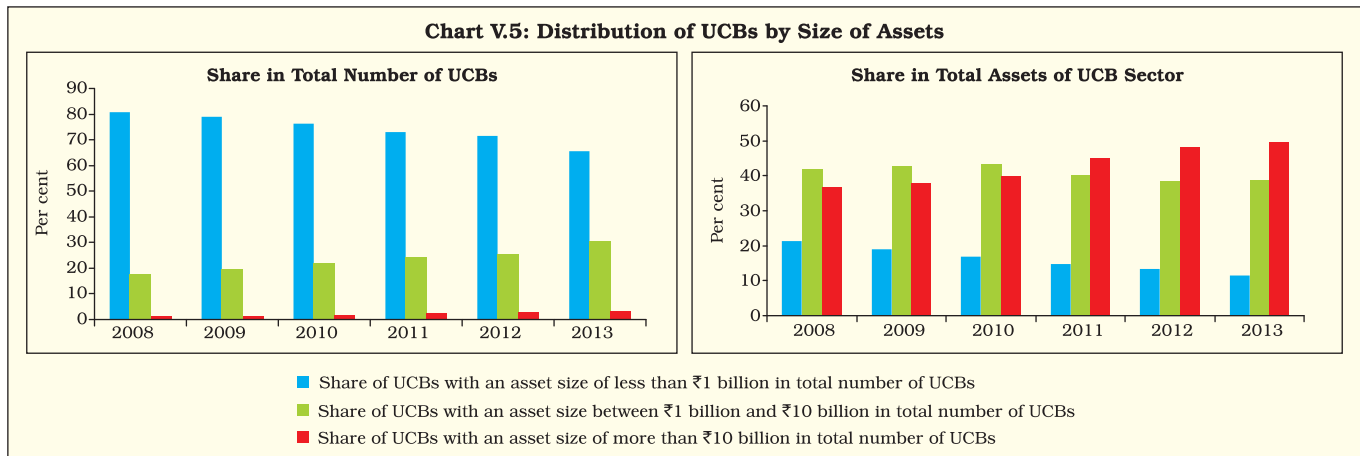 Chart V.5: Distribution of UCBs by Size of Assets
Share in Total Number of UCBs
Per cent
90
80
70
60
50
40
30
20
10
0
2008 2009 2010 2011 2012 2013
Share in Total Assets of UCB Sector
Per cent
60
50
40
30
20
10
0
2008 2009 2010 2011 2012 2013
Share of UCBs with an asset size of less than ₹1 billion in total number of UCBs
Share of UCBs with an asset size between ₹1 billion and ₹10 billion in total number of UCBs
Share of UCBs with an asset size of more than ₹10 billion in total number of UCBs